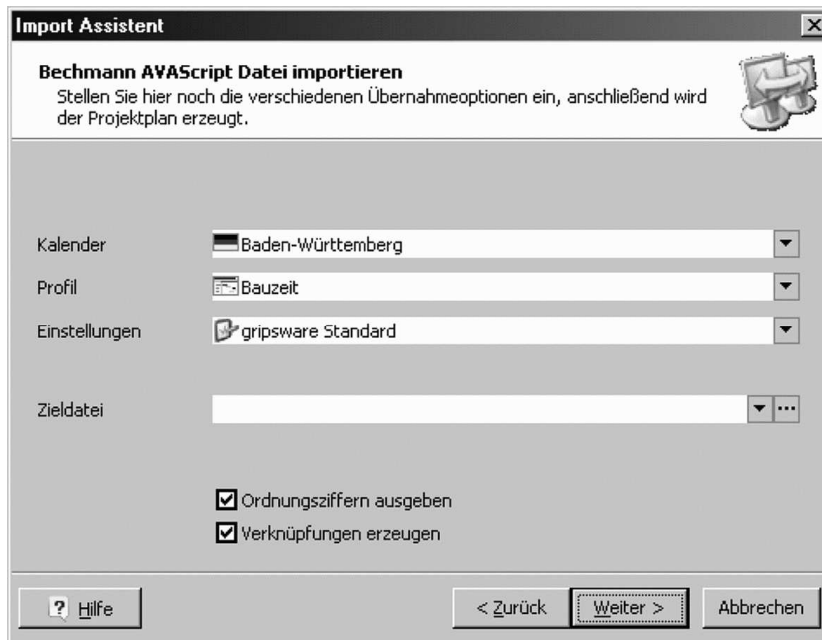 Import Assistent
Bechmann AVAScript Datei importieren
Stellen Sie hier noch die verschiedenen Übernahmeoptionen ein, anschließend wird
der Projektplan erzeugt.
Kalender Baden-Württemberg
Profil Bauzeit
Einstellungen gripsware Standard
Zieldatei
Ordnungsziffern ausgeben
Verknüpfungen erzeugen
? Hilfe < Zurück Weiter > Abbrechen